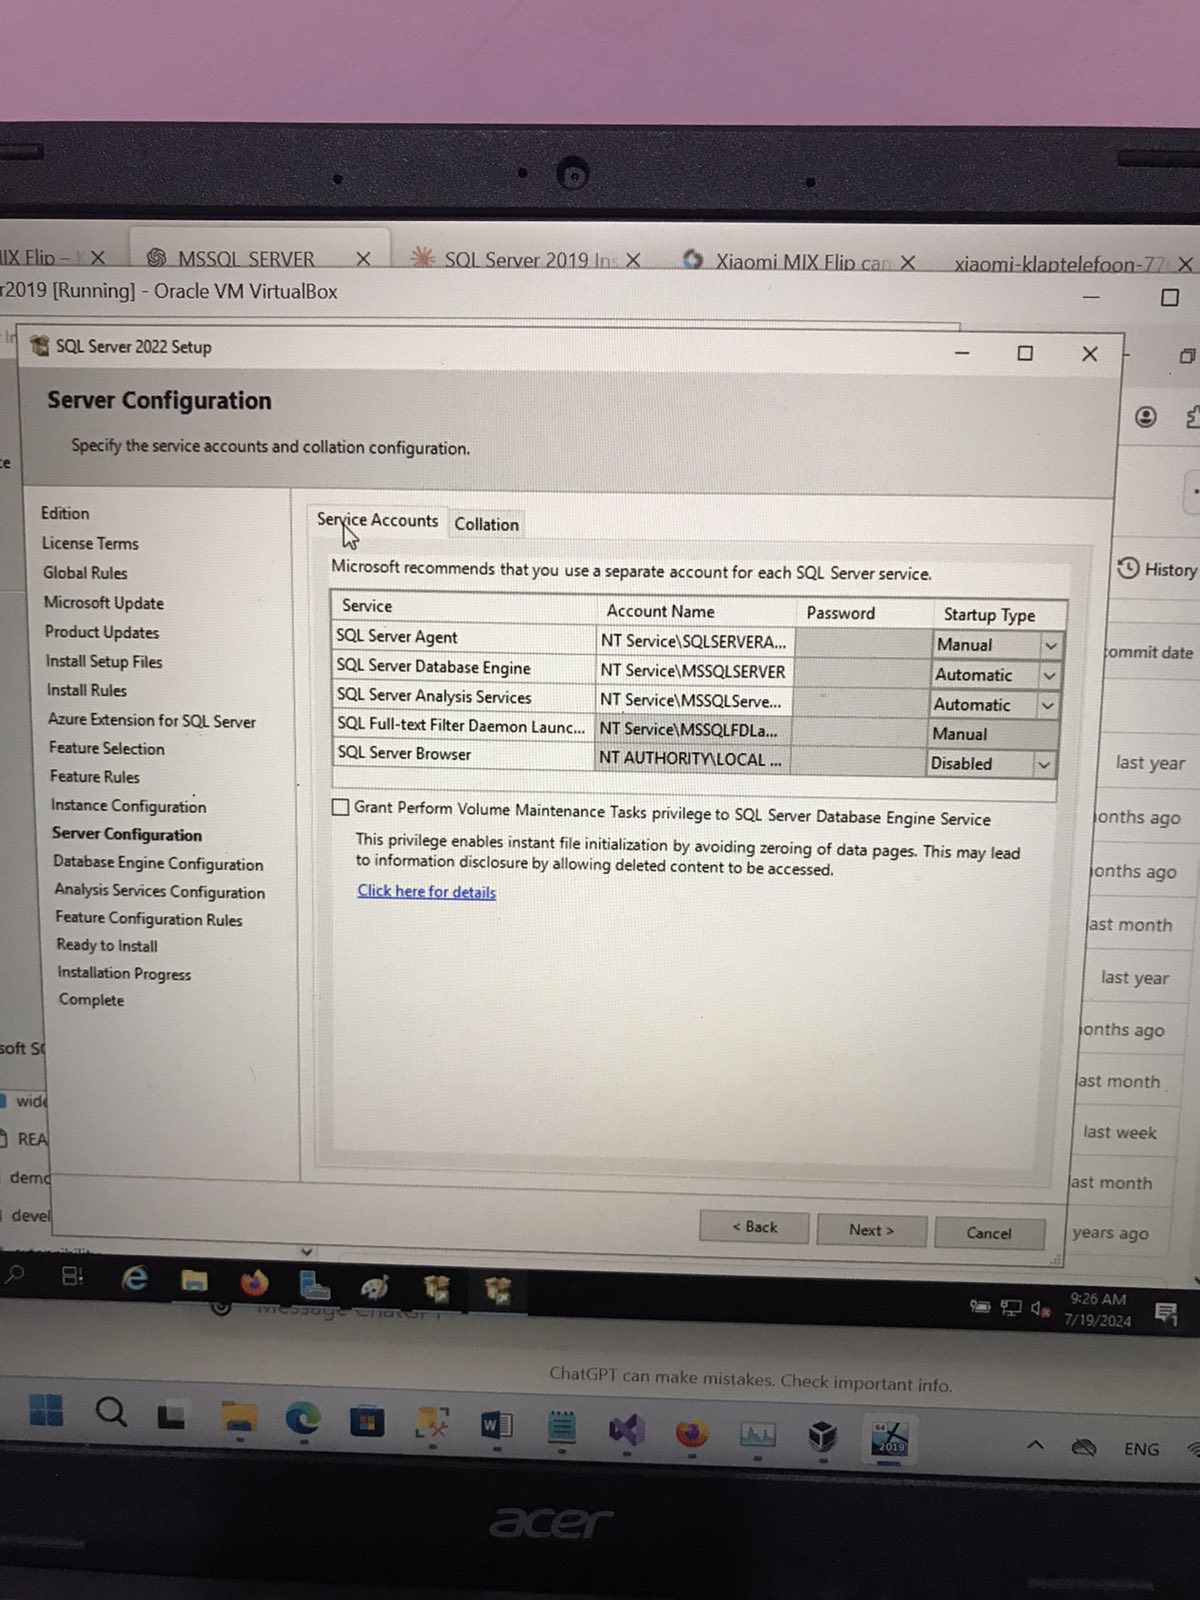 MIX Flip –
MSSQL SERVER
SQL Server 2019 Ins
Xiaomi MIX Flip can
xiaomi-klaptelefoon-77
r2019 [Running] - Oracle VM VirtualBox
SQL Server 2022 Setup
Server Configuration
Specify the service accounts and collation configuration.
Edition
License Terms
Global Rules
Microsoft Update
Product Updates
Install Setup Files
Install Rules
Azure Extension for SQL Server
Feature Selection
Feature Rules
Instance Configuration
Server Configuration
Database Engine Configuration
Analysis Services Configuration
Feature Configuration Rules
Ready to Install
Installation Progress
Complete
Service Accounts Collation
Microsoft recommends that you use a separate account for each SQL Server service.
Service Account Name Password Startup Type
SQL Server Agent NT Service\SQLSERVERA... Manual
SQL Server Database Engine NT Service\MSSQLSERVER Automatic
SQL Server Analysis Services NT Service\MSSQLServe... Automatic
SQL Full-text Filter Daemon Launc... NT Service\MSSQLFDLa... Manual
SQL Server Browser NT AUTHORITY\LOCAL ... Disabled
Grant Perform Volume Maintenance Tasks privilege to SQL Server Database Engine Service
This privilege enables instant file initialization by avoiding zeroing of data pages. This may lead
to information disclosure by allowing deleted content to be accessed.
Click here for details
< Back Next > Cancel
History
commit date
last year
onths ago
onths ago
ast month
last year
onths ago
last month
last week
ast month
years ago
soft SQ
wide
REA
demo
devel
9:26 AM
7/19/2024
Message ChatGPT
ChatGPT can make mistakes. Check important info.
64
2019
ENG
acer